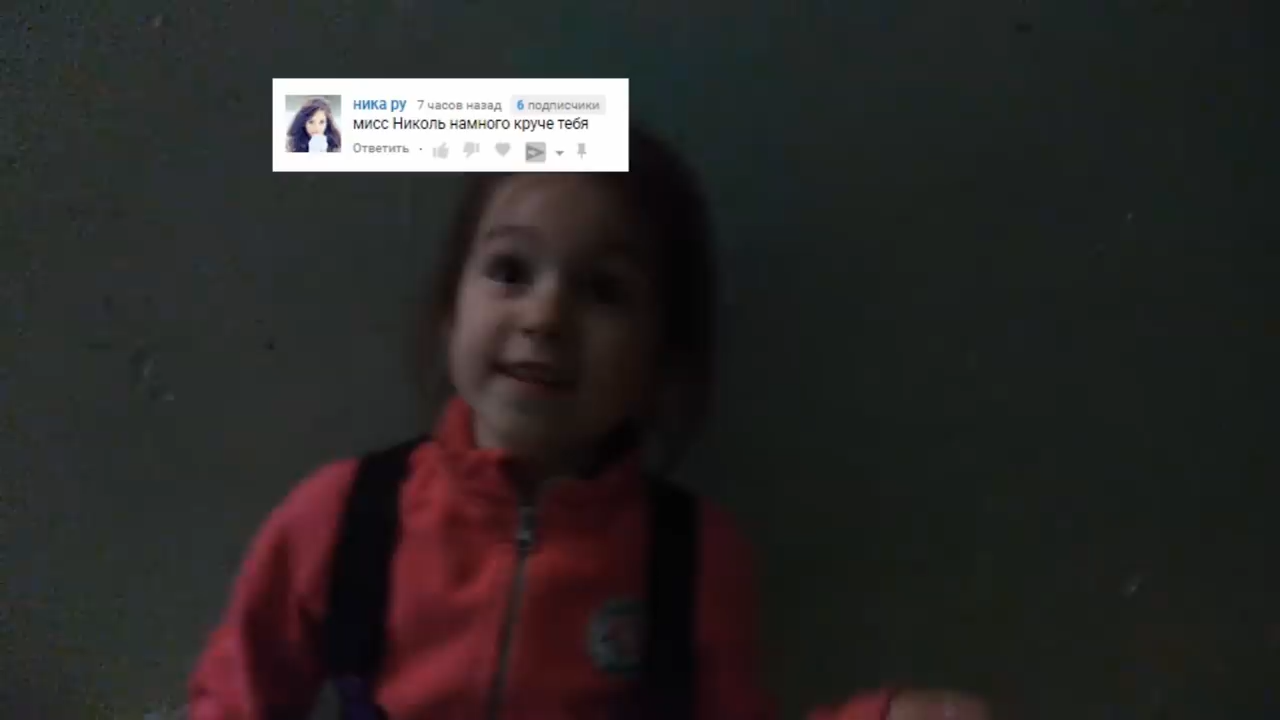 ника ру 7 часов назад 6 подписчики
мисс Николь намного круче тебя
Ответить